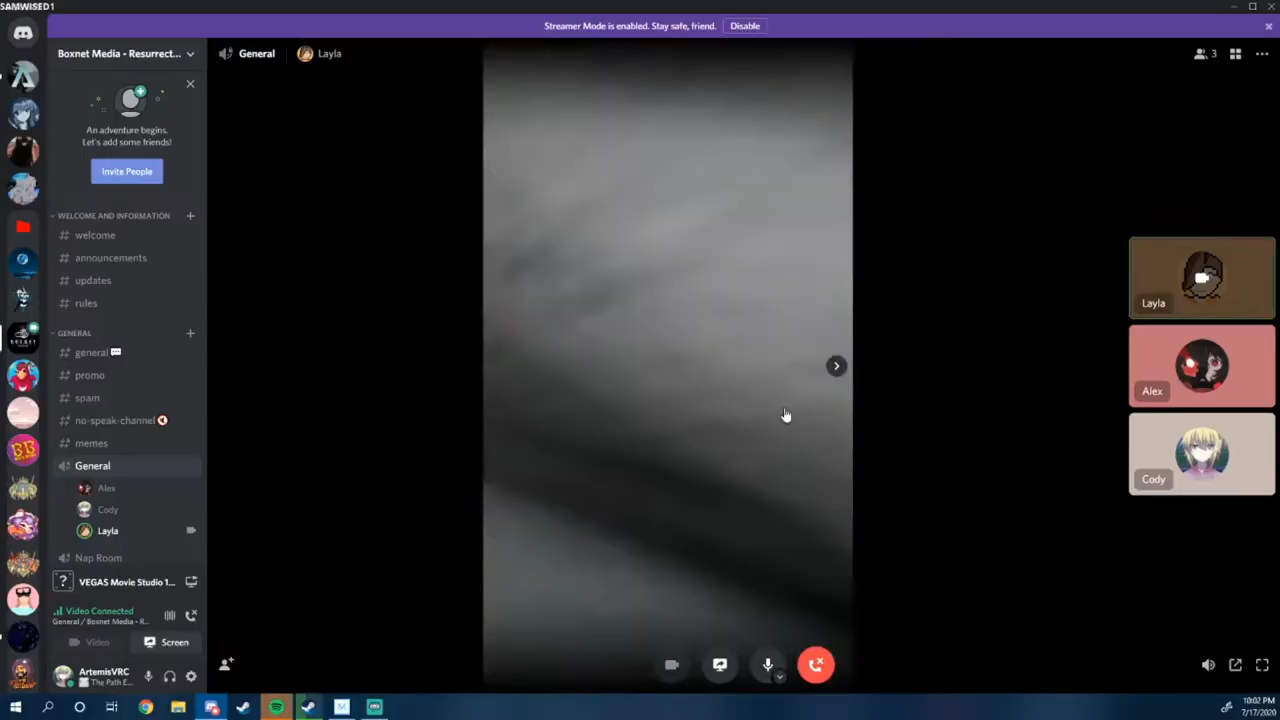 SAMWISED1
Streamer Mode is enabled. Stay safe, friend.
Disable
Boxnet Media - Resurrect...
General
Layla
3
An adventure begins.
Let's add some friends!
Invite People
WELCOME AND INFORMATION
# welcome
# announcements
# updates
# rules
GENERAL
# general
# promo
# spam
# no-speak-channel
# memes
General
Alex
Cody
Layla
Nap Room
? VEGAS Movie Studio 1...
Video Connected
General / Boxnet Media - R...
Video
Screen
ArtemisVRC
The Path E...
Layla
Alex
Cody
10:02 PM
7/17/2020